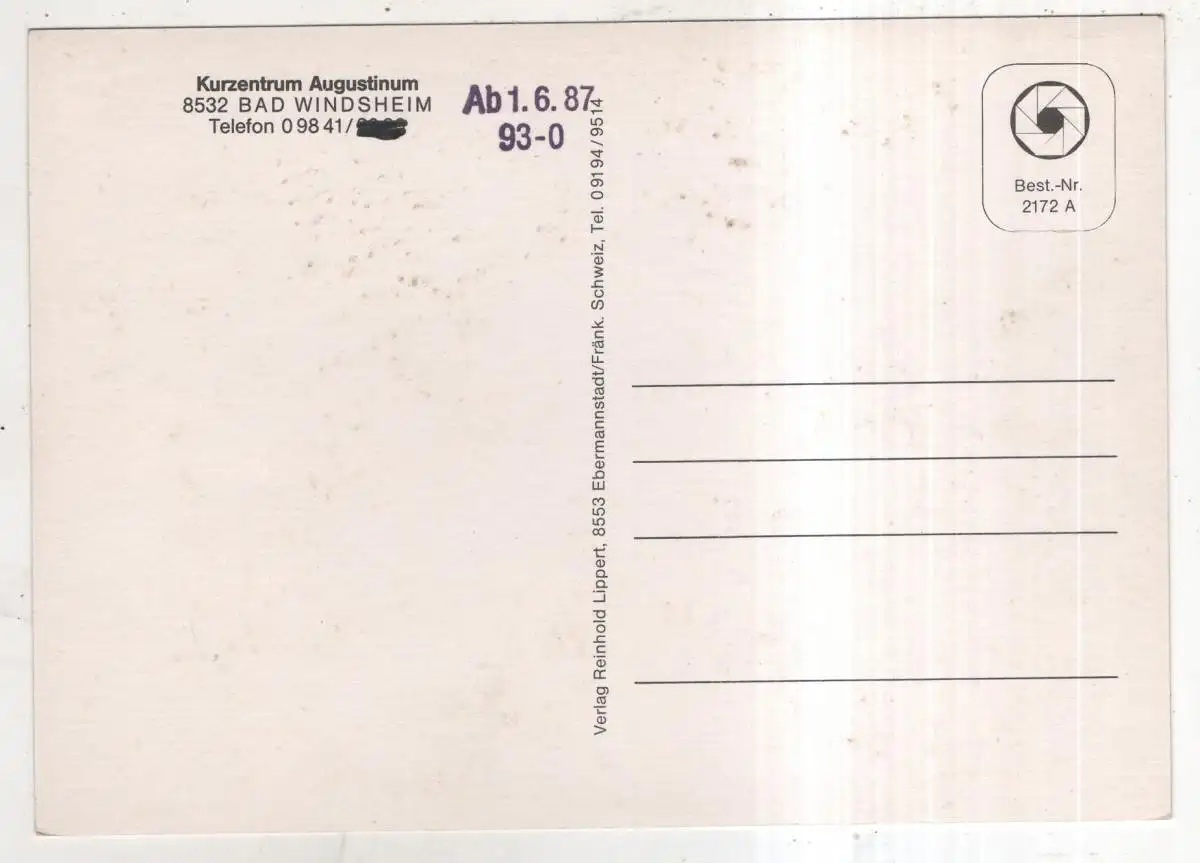 Kurzentrum Augustinum
8532 BAD WINDSHEIM
Telefon 0 98 41/
Ab 1. 6. 87
93-0
Verlag Reinhold Lippert, 8553 Ebermannstadt/Fränk. Schweiz, Tel. 0 91 94 / 95 14
Best.-Nr.
2172 A